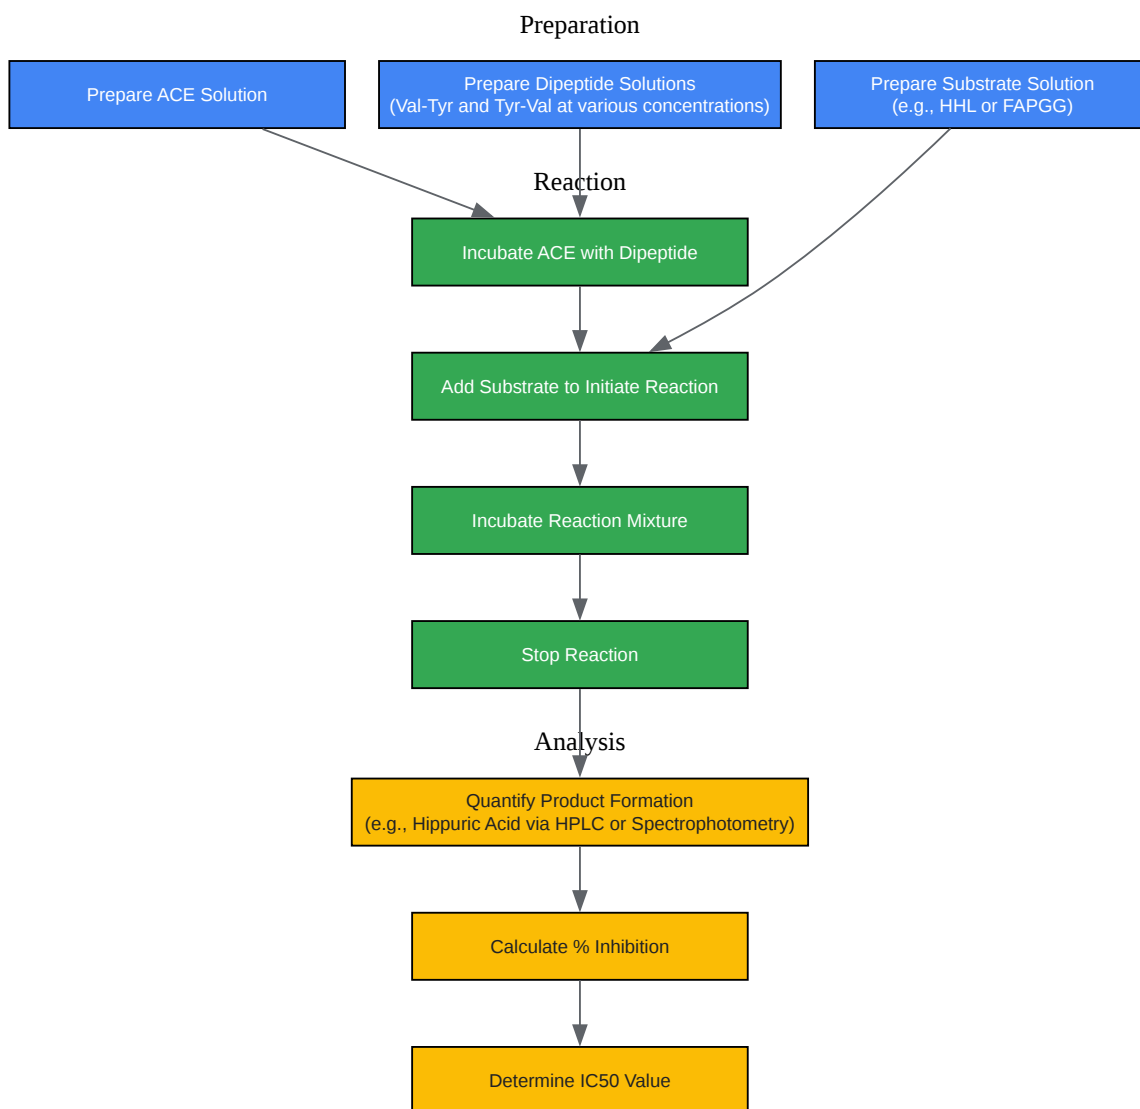 Preparation
Prepare ACE Solution
Prepare Dipeptide Solutions
(Val-Tyr and Tyr-Val at various concentrations)
Prepare Substrate Solution
(e.g., HHL or FAPGG)
Reaction
Incubate ACE with Dipeptide
Add Substrate to Initiate Reaction
Incubate Reaction Mixture
Stop Reaction
Analysis
Quantify Product Formation
(e.g., Hippuric Acid via HPLC or Spectrophotometry)
Calculate % Inhibition
Determine IC50 Value